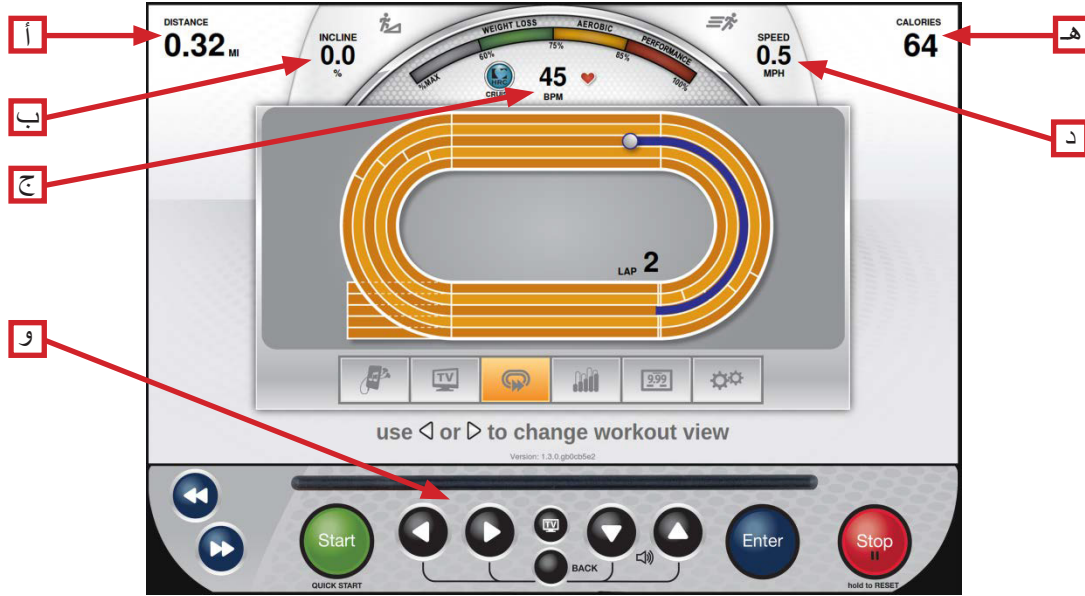 أ
DISTANCE
0.32 MI
ب
INCLINE
0.0
%
%MAX
60%
WEIGHT LOSS
75%
AEROBIC
85%
PERFORMANCE
100%
HRC
CRUISE
45
BPM
ج
SPEED
0.5
MPH
د
CALORIES
64
هـ
LAP 2
TV
9.99
use ◁ or ▷ to change workout view
Version: 1.3.0.gb0cb5e2
و
Start
QUICK START
TV
BACK
Enter
Stop
hold to RESET